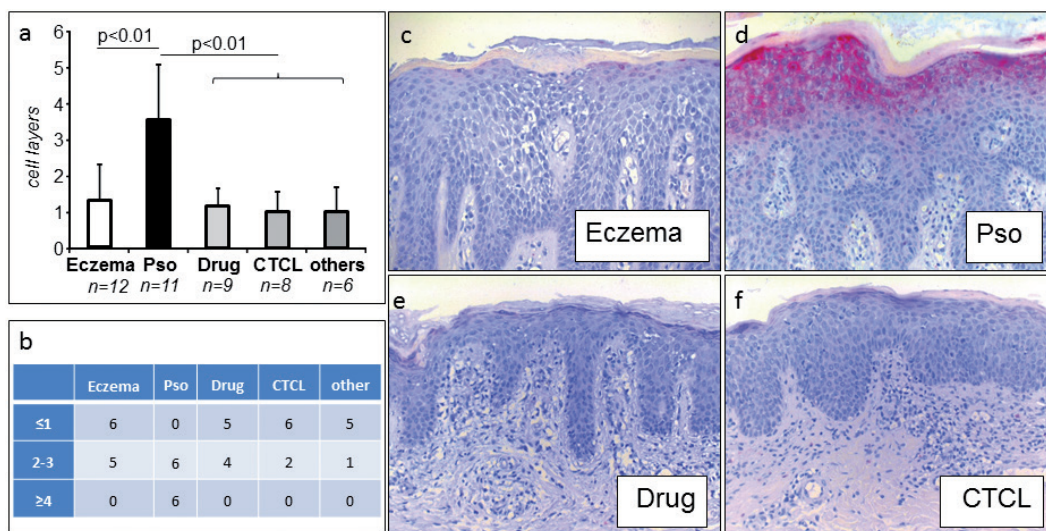 a
6
5
4
3
2
1
0
cell layers
p<0.01
p<0.01
Eczema Pso Drug CTCL others
n=12 n=11 n=9 n=8 n=6
b
Eczema Pso Drug CTCL other
≤1 6 0 5 6 5
2-3 5 6 4 2 1
≥4 0 6 0 0 0
c
Eczema
d
Pso
e
Drug
f
CTCL